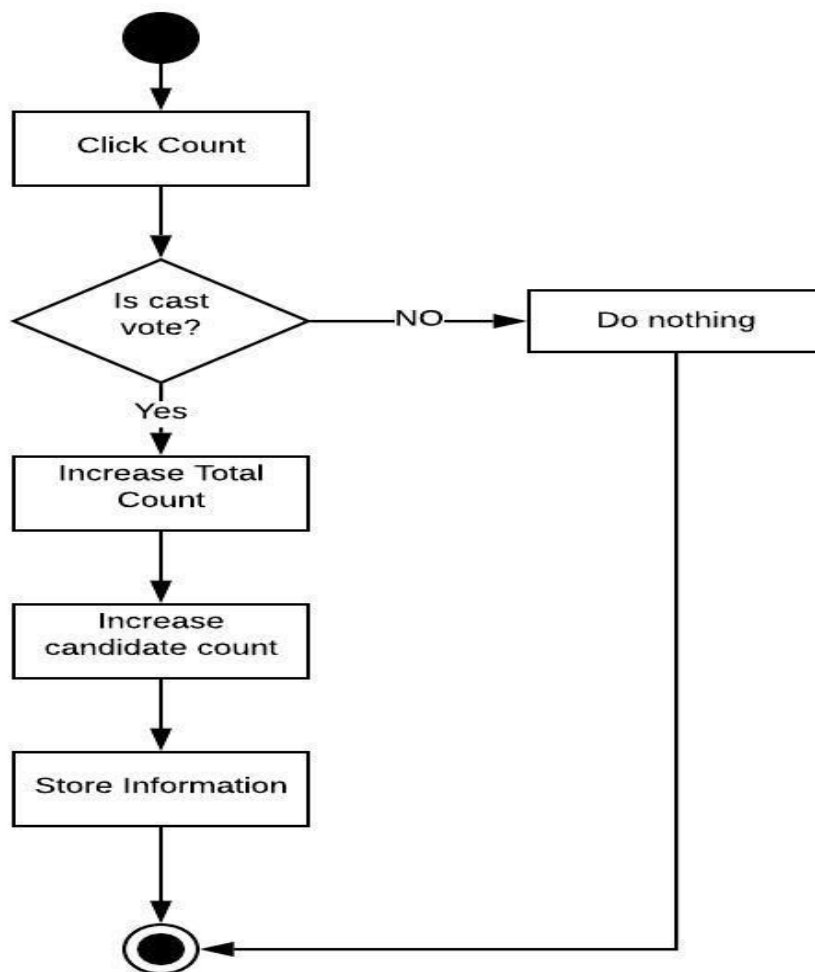 Click Count
Is cast
vote?
NO
Do nothing
Yes
Increase Total
Count
Increase
candidate count
Store Information